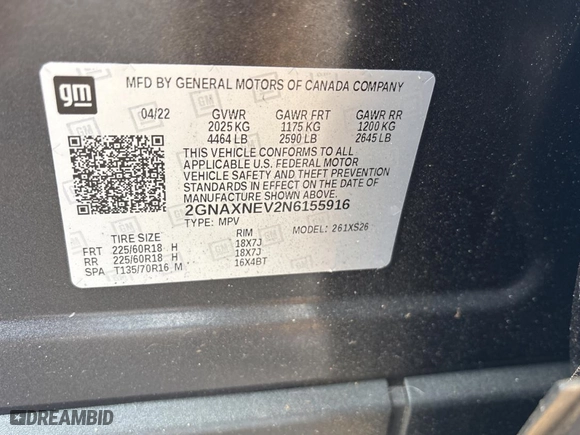 gm
MFD BY GENERAL MOTORS OF CANADA COMPANY
04/22 GVWR GAWR FRT GAWR RR
2025 KG 1175 KG 1200 KG
4464 LB 2590 LB 2645 LB
THIS VEHICLE CONFORMS TO ALL
APPLICABLE U.S. FEDERAL MOTOR
VEHICLE SAFETY AND THEFT PREVENTION
STANDARDS IN EFFECT ON THE DATE OF
MANUFACTURE SHOWN ABOVE.
2GNAXNEV2N6155916
TYPE: MPV MODEL: 261XS26
TIRE SIZE RIM
FRT 225/60R18 H 18X7J
RR 225/60R18 H 18X7J
SPA T135/70R16 M 16X4BT
DREAMBID